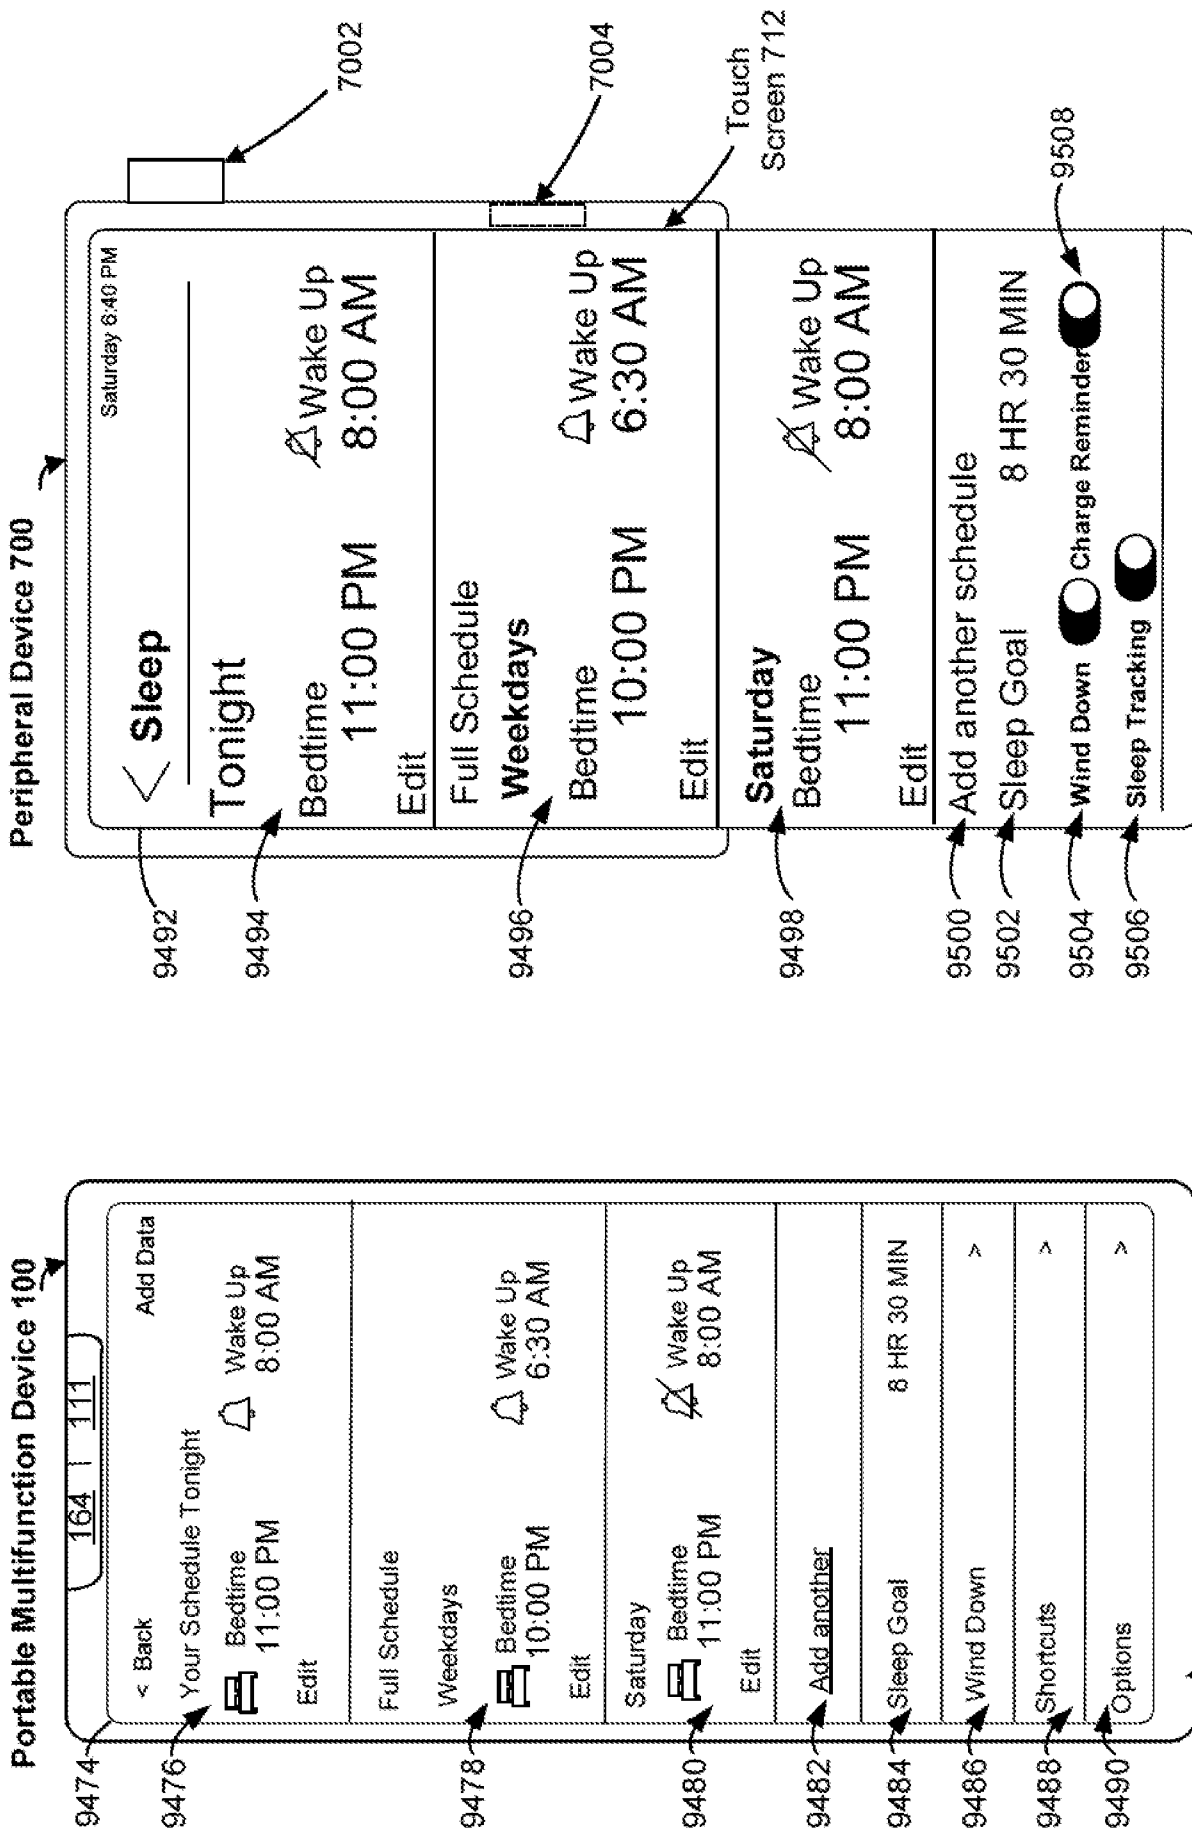 Portable Multifunction Device 100
164 | 111
< Back Add Data
Your Schedule Tonight
Bedtime Wake Up
11:00 PM 8:00 AM
Edit
Full Schedule
Weekdays
Bedtime Wake Up
10:00 PM 6:30 AM
Edit
Saturday
Bedtime Wake Up
11:00 PM 8:00 AM
Edit
Add another
Sleep Goal 8 HR 30 MIN
Wind Down >
Shortcuts >
Options >
9474
9476
9478
9480
9482
9484
9486
9488
9490
Peripheral Device 700
Saturday 6:40 PM
< Sleep
Tonight
Bedtime Wake Up
11:00 PM 8:00 AM
Edit
Full Schedule
Weekdays
Bedtime Wake Up
10:00 PM 6:30 AM
Edit
Saturday
Bedtime Wake Up
11:00 PM 8:00 AM
Edit
Add another schedule
Sleep Goal 8 HR 30 MIN
Wind Down Charge Reminder
Sleep Tracking
9492
9494
9496
9498
9500
9502
9504
9506
7002
7004
Touch
Screen 712
9508